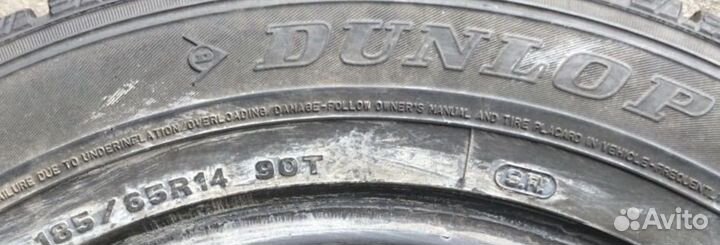 DUNLOP
FAILURE DUE TO UNDERINFLATION/OVERLOADING/DAMAGE-FOLLOW OWNER'S MANUAL AND TIRE PLACARD IN VEHICLE-FREQUENT
185/65R14 90T
Avito